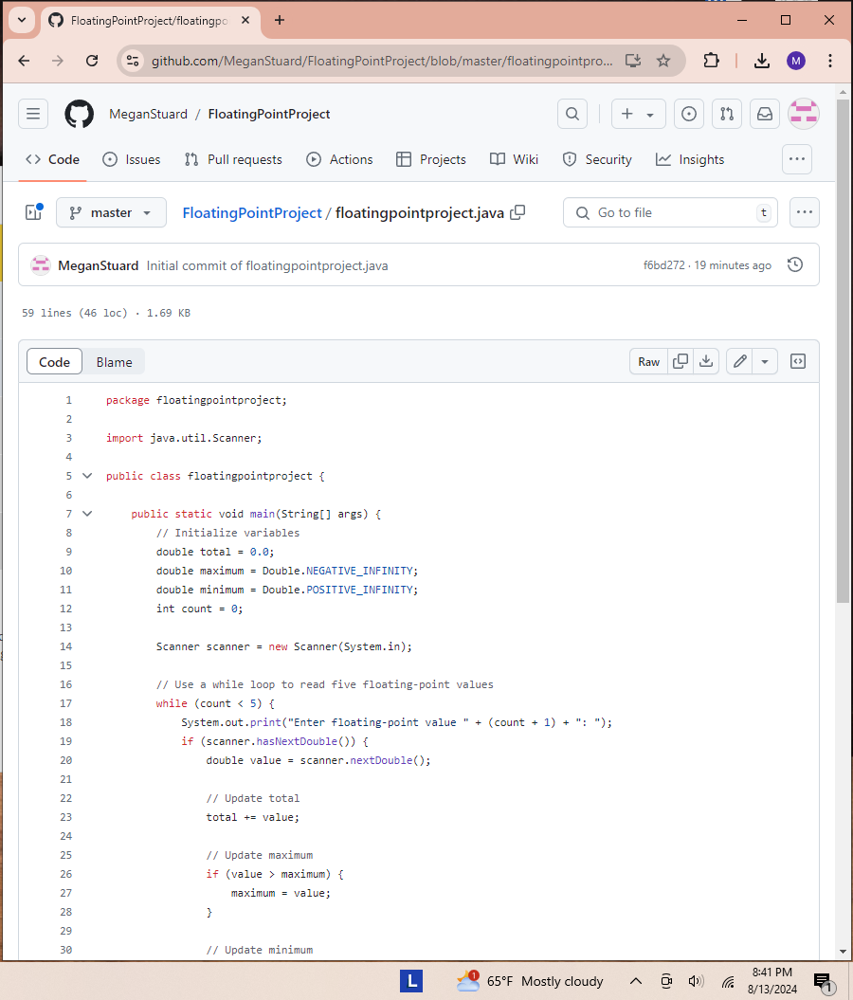 FloatingPointProject/floatingpo
github.com/MeganStuard/FloatingPointProject/blob/master/floatingpointpro...
M
MeganStuard / FloatingPointProject
Code Issues Pull requests Actions Projects Wiki Security Insights
master FloatingPointProject / floatingpointproject.java Go to file t
MeganStuard Initial commit of floatingpointproject.java f6bd272 · 19 minutes ago
59 lines (46 loc) · 1.69 KB
Code Blame Raw
1 package floatingpointproject;
2
3 import java.util.Scanner;
4
5 public class floatingpointproject {
6
7 public static void main(String[] args) {
8 // Initialize variables
9 double total = 0.0;
10 double maximum = Double.NEGATIVE_INFINITY;
11 double minimum = Double.POSITIVE_INFINITY;
12 int count = 0;
13
14 Scanner scanner = new Scanner(System.in);
15
16 // Use a while loop to read five floating-point values
17 while (count < 5) {
18 System.out.print("Enter floating-point value " + (count + 1) + ": ");
19 if (scanner.hasNextDouble()) {
20 double value = scanner.nextDouble();
21
22 // Update total
23 total += value;
24
25 // Update maximum
26 if (value > maximum) {
27 maximum = value;
28 }
29
30 // Update minimum
L 1 65°F Mostly cloudy 8:41 PM
8/13/2024 1